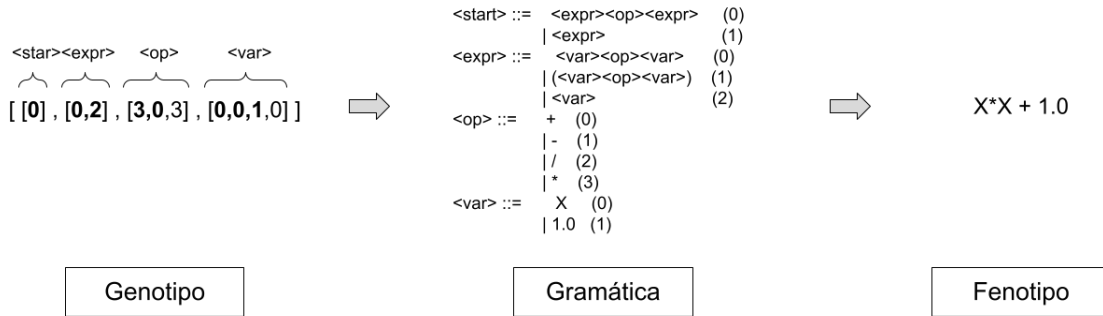 <star><expr> <op> <var>
[ [0] , [0,2] , [3,0,3] , [0,0,1,0] ]
<start> ::= <expr><op><expr> (0)
| <expr> (1)
<expr> ::= <var><op><var> (0)
| (<var><op><var>) (1)
| <var> (2)
<op> ::= + (0)
| - (1)
| / (2)
| * (3)
<var> ::= X (0)
| 1.0 (1)
X*X + 1.0
Genotipo
Gramática
Fenotipo